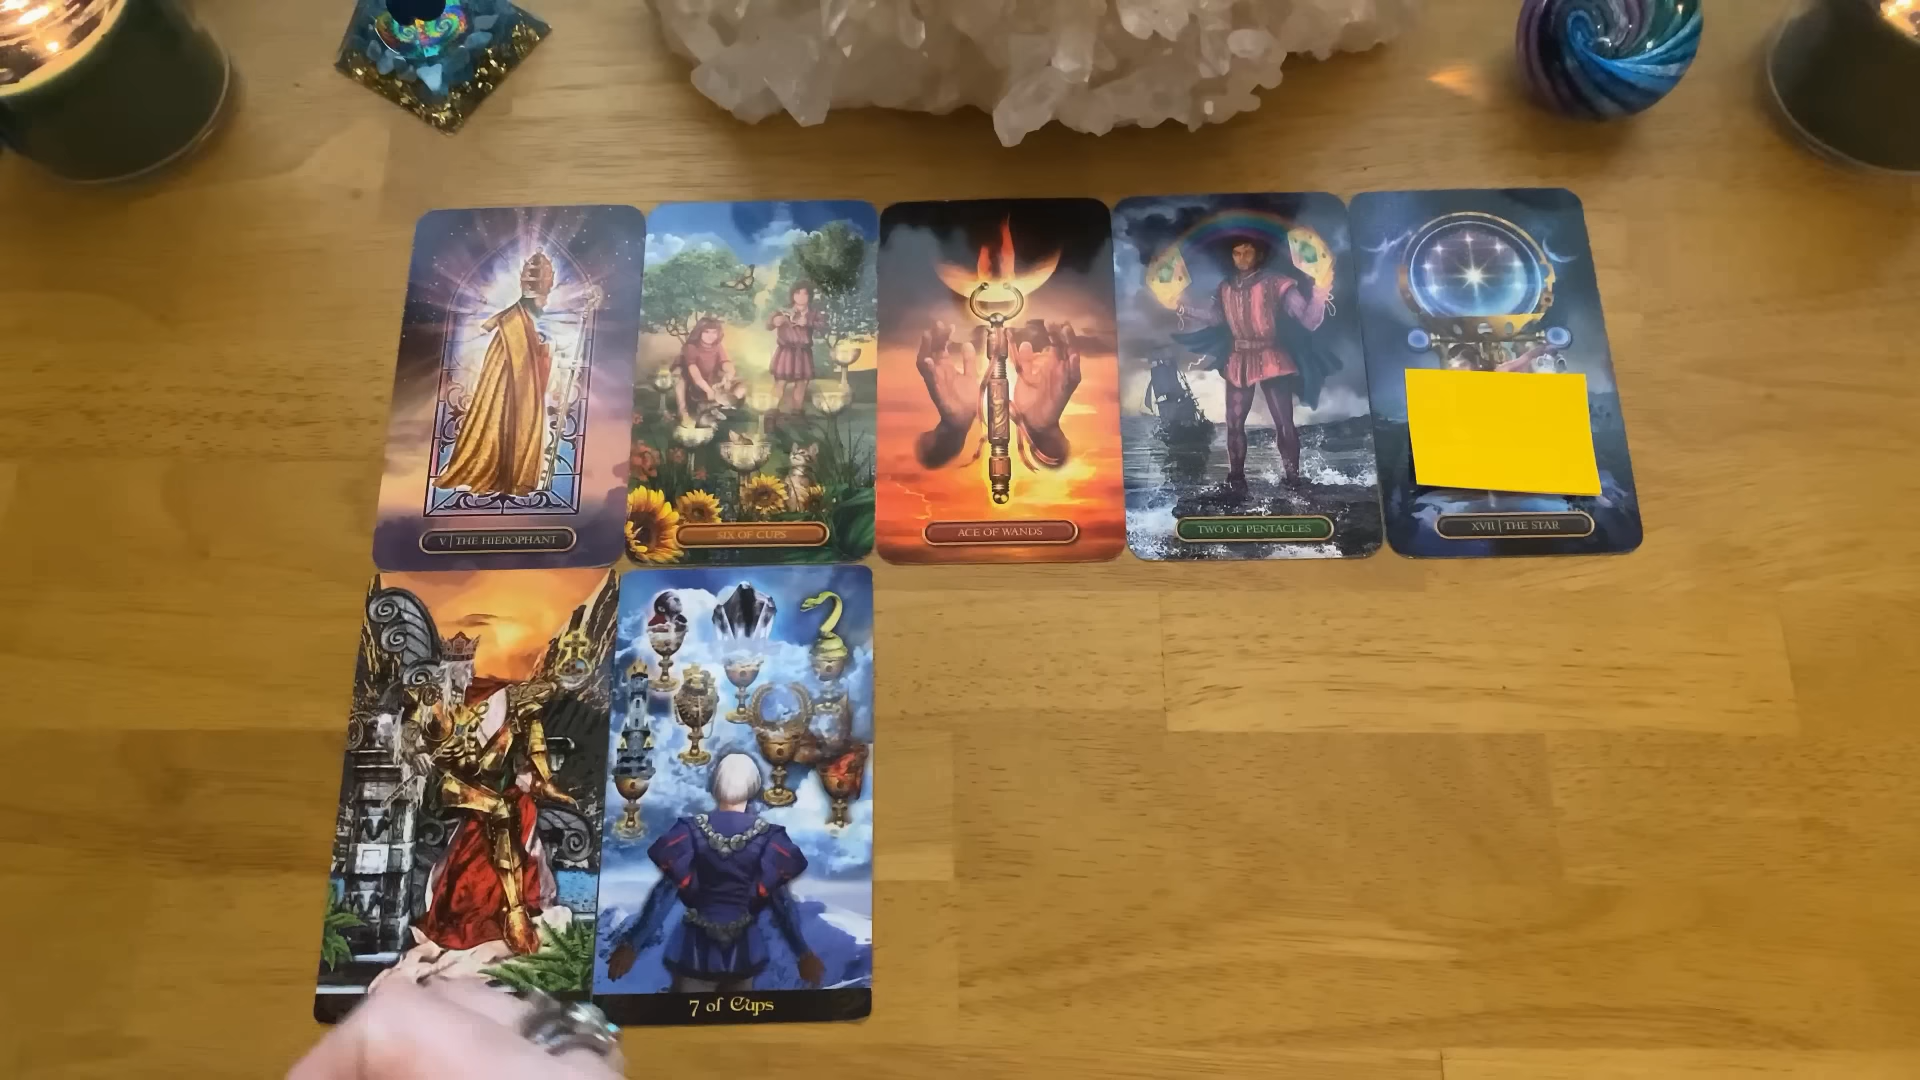 V | THE HIEROPHANT
SIX OF CUPS
ACE OF WANDS
TWO OF PENTACLES
XVII | THE STAR
7 of Cups